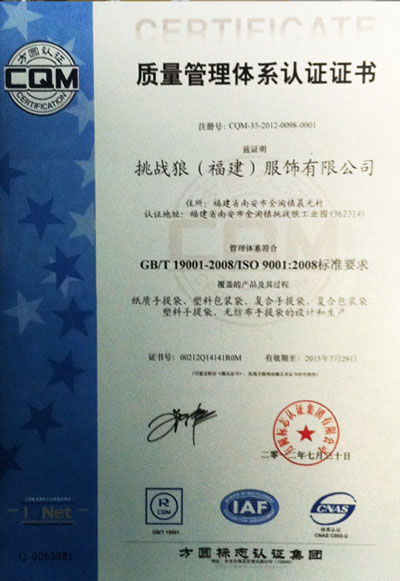 CERTIFICATE
方圆认证
CQM
CERTIFICATION
质量管理体系认证证书
注册号：CQM-35-2012-0098-0001
兹证明
挑战狼（福建）服饰有限公司
住所：福建省南安市金淘镇晨光村
认证地址：福建省南安市金淘镇挑战狼工业园(362314)
管理体系符合
GB/T 19001-2008/ISO 9001:2008标准要求
覆盖的产品及其过程
纸质手提袋、塑料包装袋、复合手提袋、复合包装袋、
塑料手提袋、无纺布手提袋的设计和生产
证书号：00212Q14141R0M 有效期至：2015年7月29日
二〇一二年七月三十日
R
CQM
GB/T 19001
IAF
CNAS
CNAS C002-Q
Net
Q 0063981
方圆标志认证集团